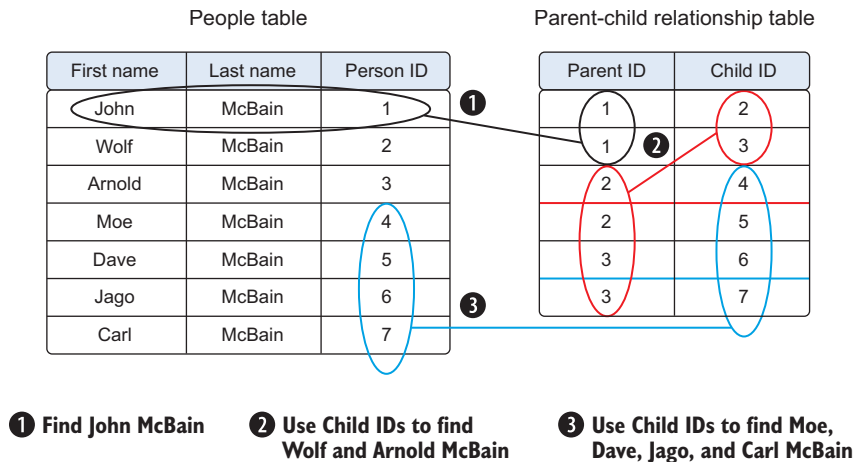 People table
Parent-child relationship table
First name Last name Person ID
John McBain 1
Wolf McBain 2
Arnold McBain 3
Moe McBain 4
Dave McBain 5
Jago McBain 6
Carl McBain 7
1
Parent ID Child ID
1 2
1 3
2 4
2 5
3 6
3 7
2
3
1 Find John McBain
2 Use Child IDs to find
Wolf and Arnold McBain
3 Use Child IDs to find Moe,
Dave, Jago, and Carl McBain